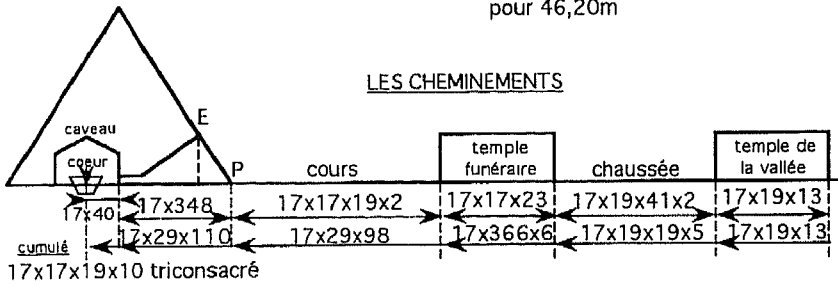 pour 46,20m
LES CHEMINEMENTS
E
caveau
coeur
P
cours
temple
funéraire
chaussée
temple de
la vallée
17x40
17x348
17x17x19x2
17x17x23
17x19x41x2
17x19x13
cumulé
17x29x110
17x29x98
17x366x6
17x19x19x5
17x19x13
17x17x19x10 triconsacré